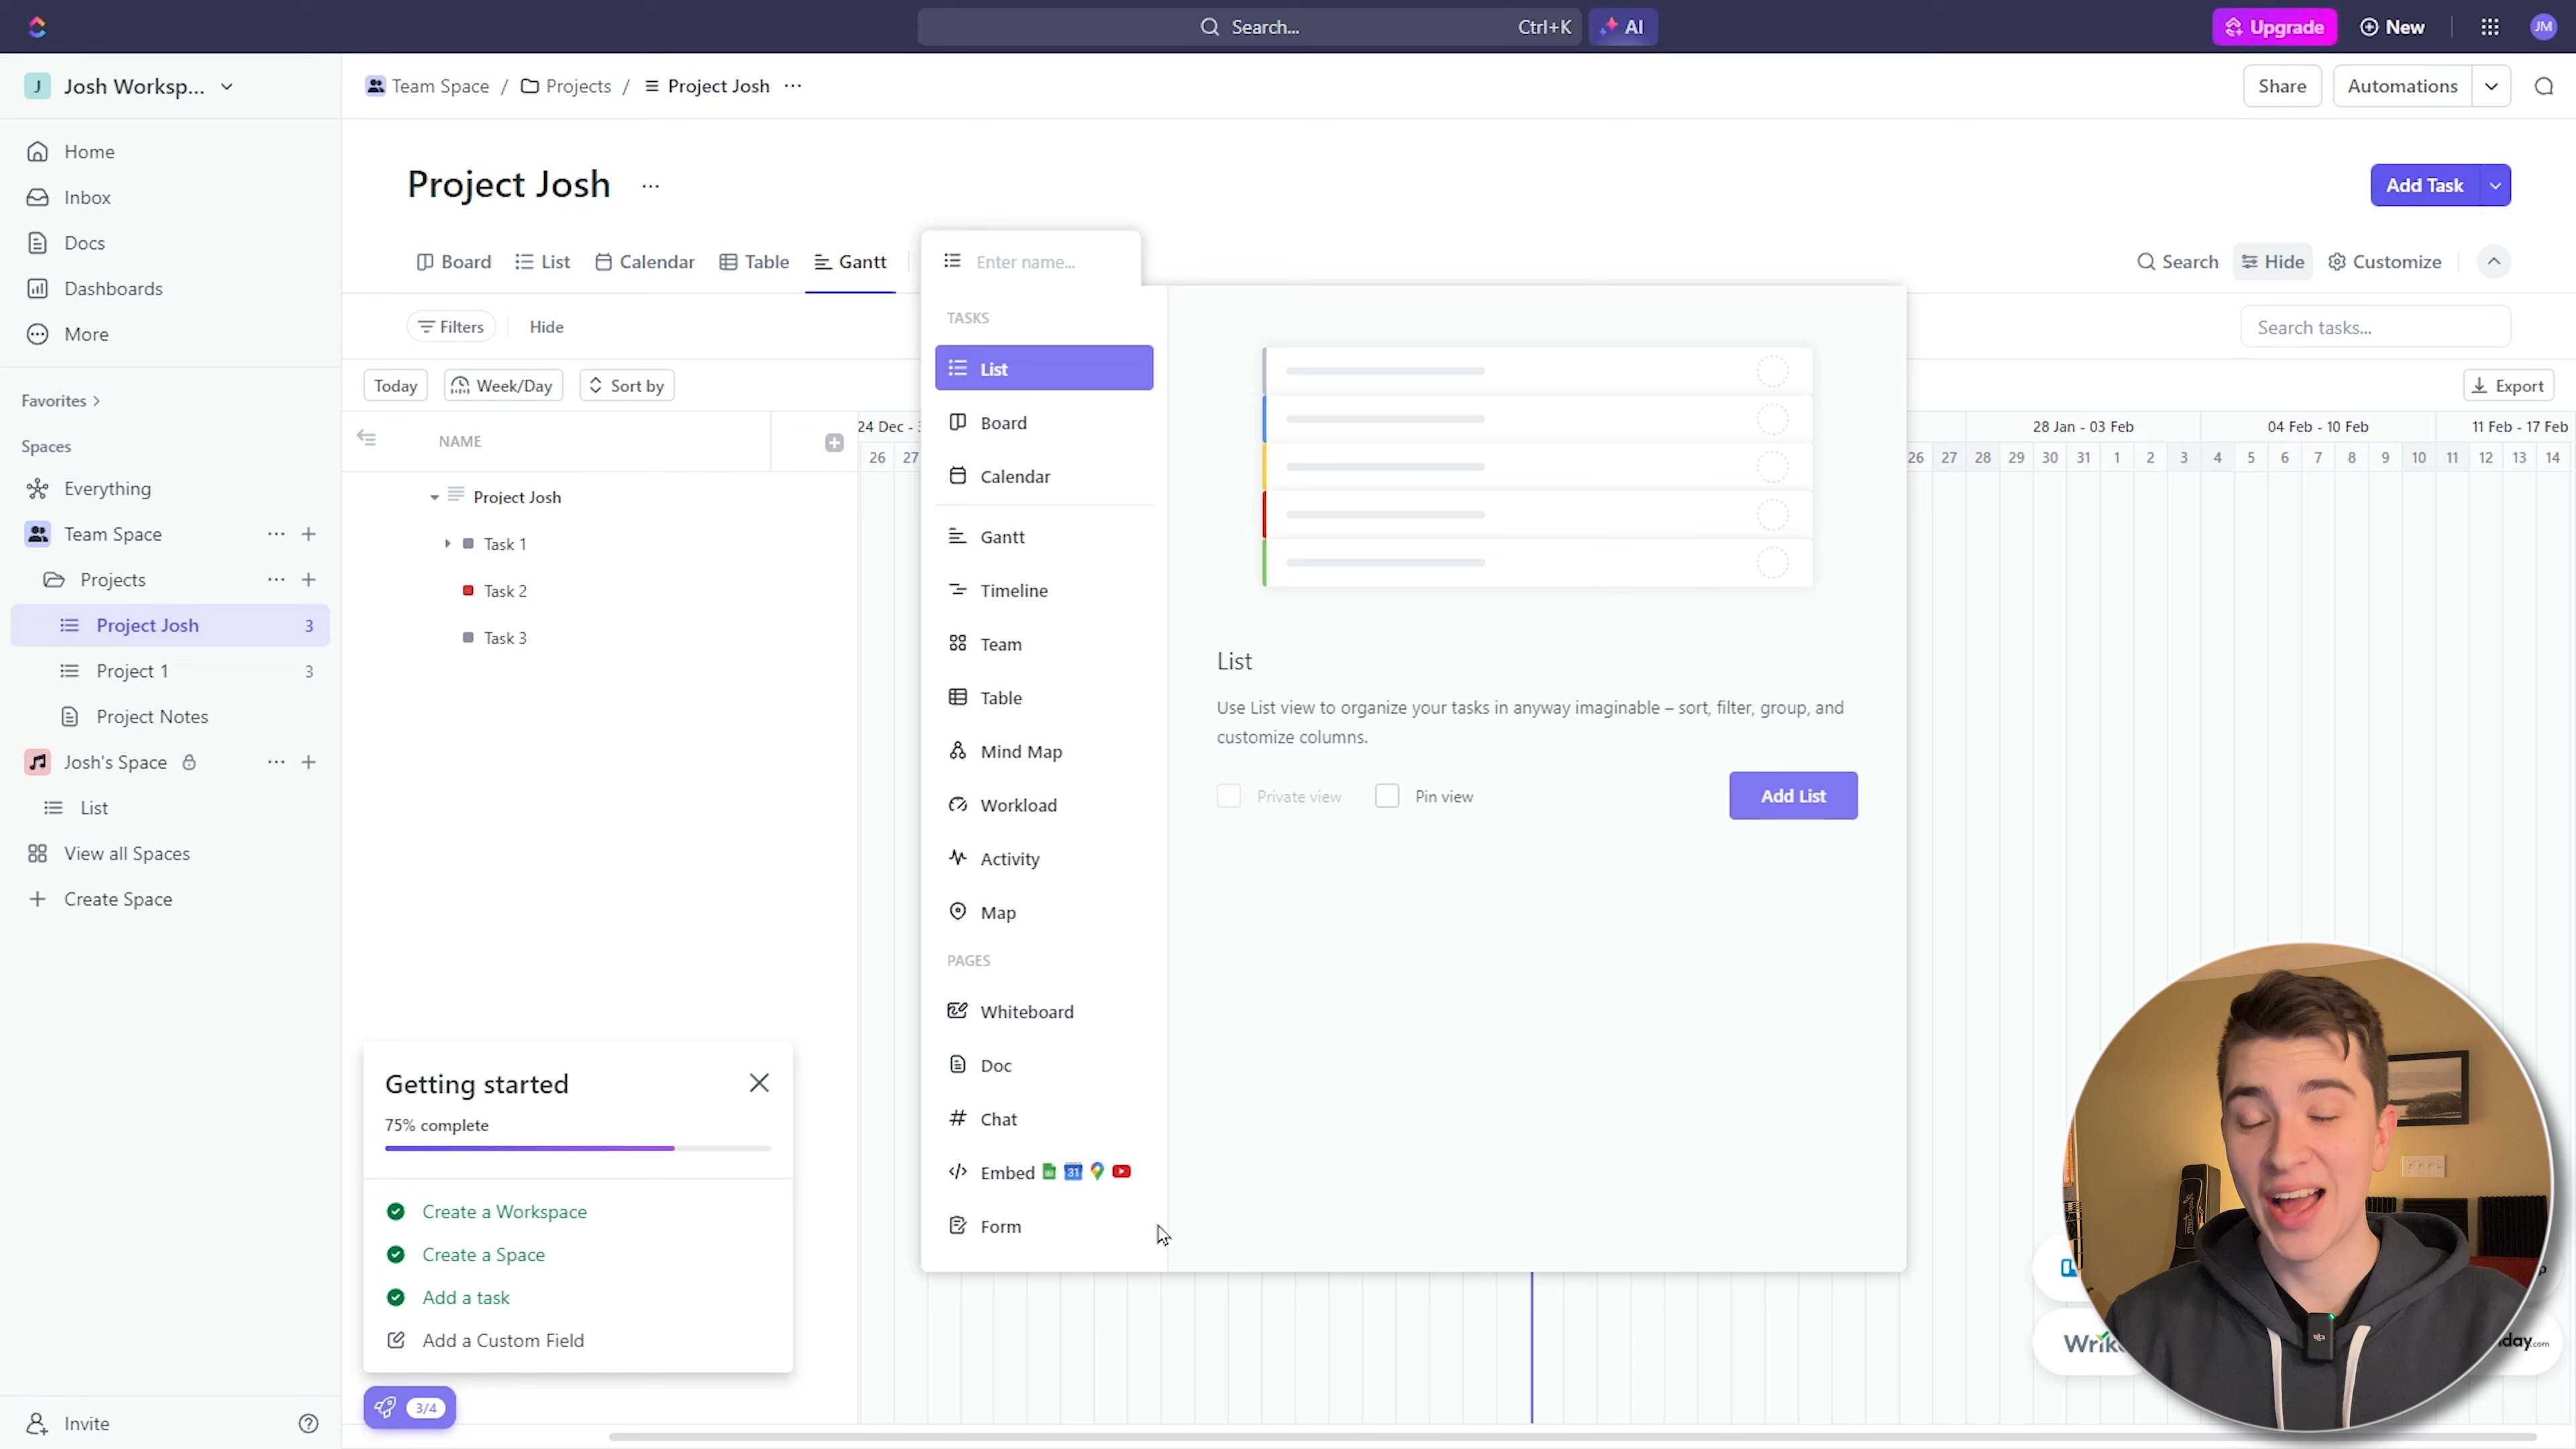 Search...
Ctrl+K
AI
Upgrade
New
JM
J
Josh Worksp...
Team Space / Projects / Project Josh ...
Share
Automations
Home
Inbox
Docs
Dashboards
More
Favorites
Spaces
Everything
Team Space
Projects
Project Josh 3
Project 1 3
Project Notes
Josh's Space
List
View all Spaces
Create Space
Invite
Project Josh ...
Add Task
Board
List
Calendar
Table
Gantt
Enter name...
Search
Hide
Customize
Filters
Hide
Search tasks...
Today
Week/Day
Sort by
Export
NAME
24 Dec -
28 Jan - 03 Feb
04 Feb - 10 Feb
11 Feb - 17 Feb
26 27
26 27 28 29 30 31 1 2 3 4 5 6 7 8 9 10 11 12 13 14
Project Josh
Task 1
Task 2
Task 3
TASKS
List
Board
Calendar
Gantt
Timeline
Team
Table
Mind Map
Workload
Activity
Map
PAGES
Whiteboard
Doc
Chat
Embed
31
Form
List
Use List view to organize your tasks in anyway imaginable – sort, filter, group, and
customize columns.
Private view
Pin view
Add List
Getting started
75% complete
Create a Workspace
Create a Space
Add a task
Add a Custom Field
3/4
Wrik
day.com